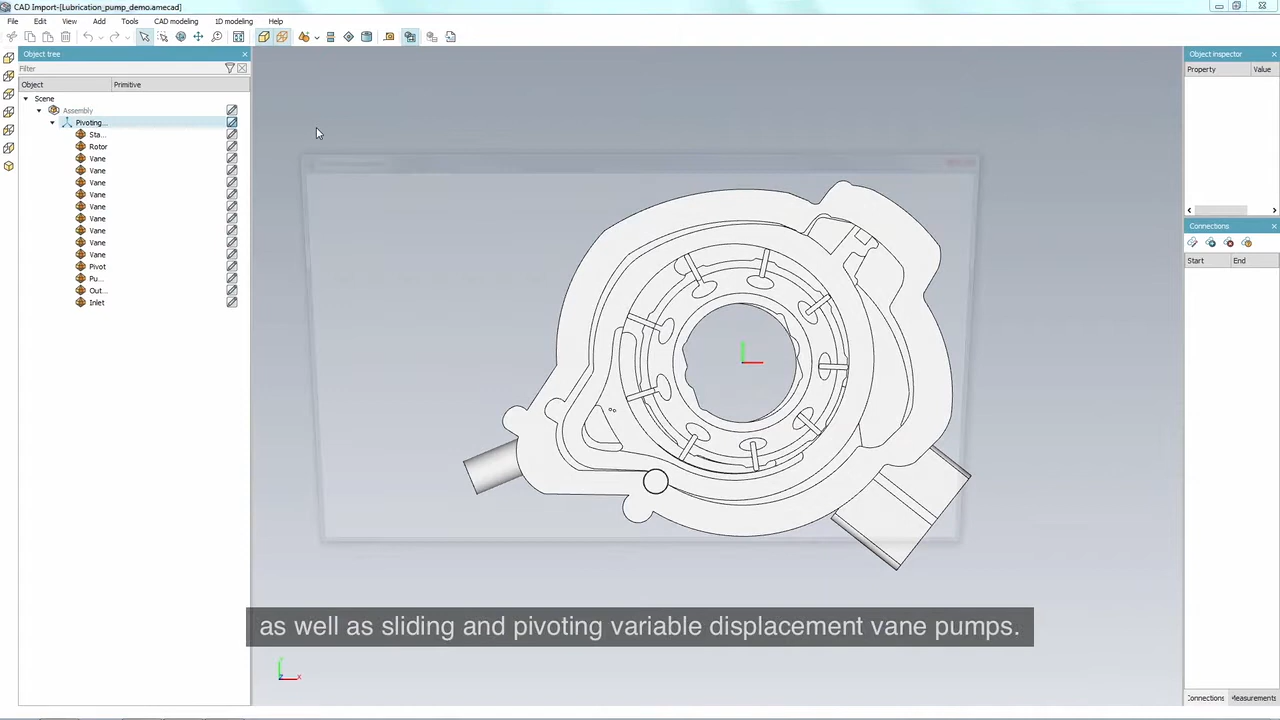 CAD Import-[Lubrication_pump_demo.amecad]
File Edit View Add Tools CAD modeling 1D modeling Help
Object tree
Filter
Object Primitive
Scene
Assembly
Pivoting...
Sta...
Rotor
Vane
Vane
Vane
Vane
Vane
Vane
Vane
Vane
Vane
Pivot
Pu...
Out...
Inlet
Object inspector
Property Value
Connections
Start End
as well as sliding and pivoting variable displacement vane pumps.
x
Connections Measurements